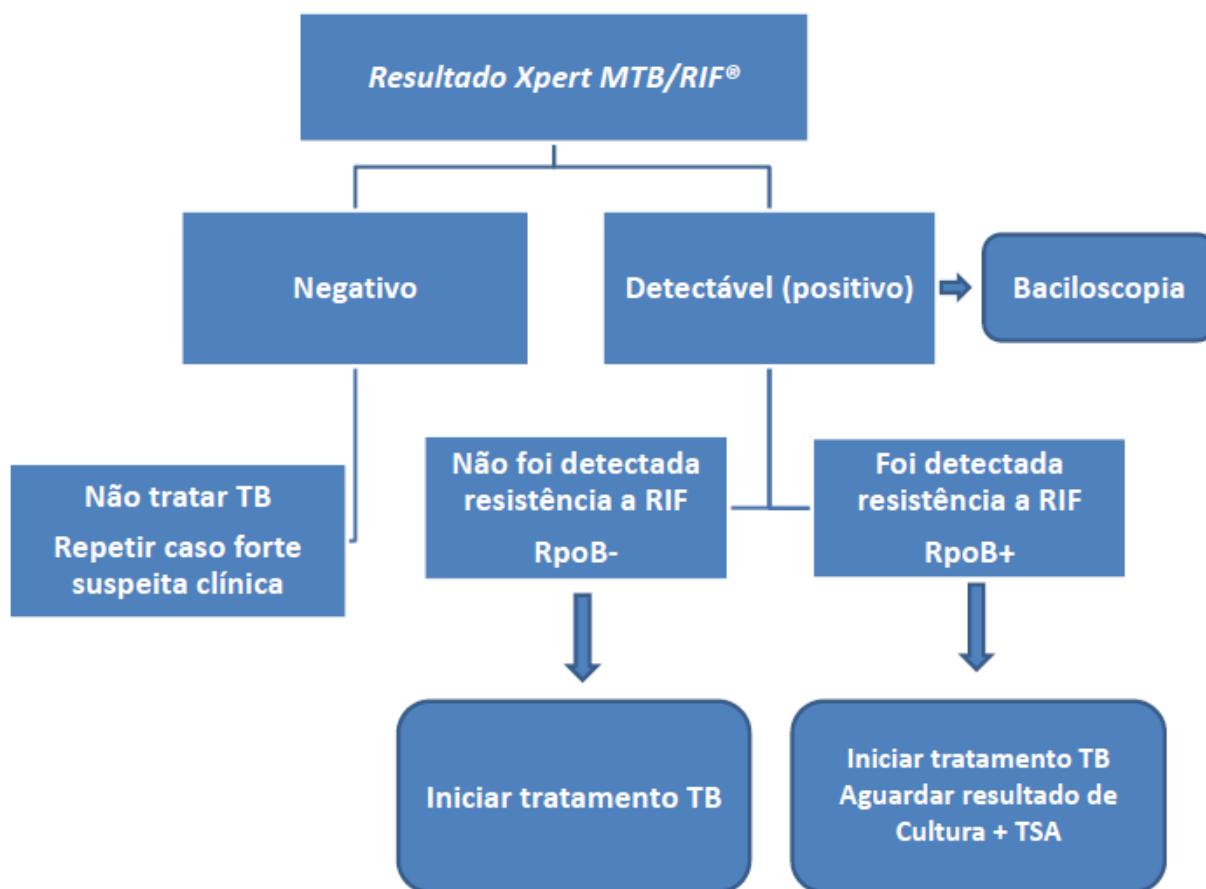 Resultado Xpert MTB/RIF®
Negativo
Detectável (positivo)
Baciloscopia
Não tratar TB
Repetir caso forte
suspeita clínica
Não foi detectada
resistência a RIF
RpoB-
Foi detectada
resistência a RIF
RpoB+
Iniciar tratamento TB
Iniciar tratamento TB
Aguardar resultado de
Cultura + TSA